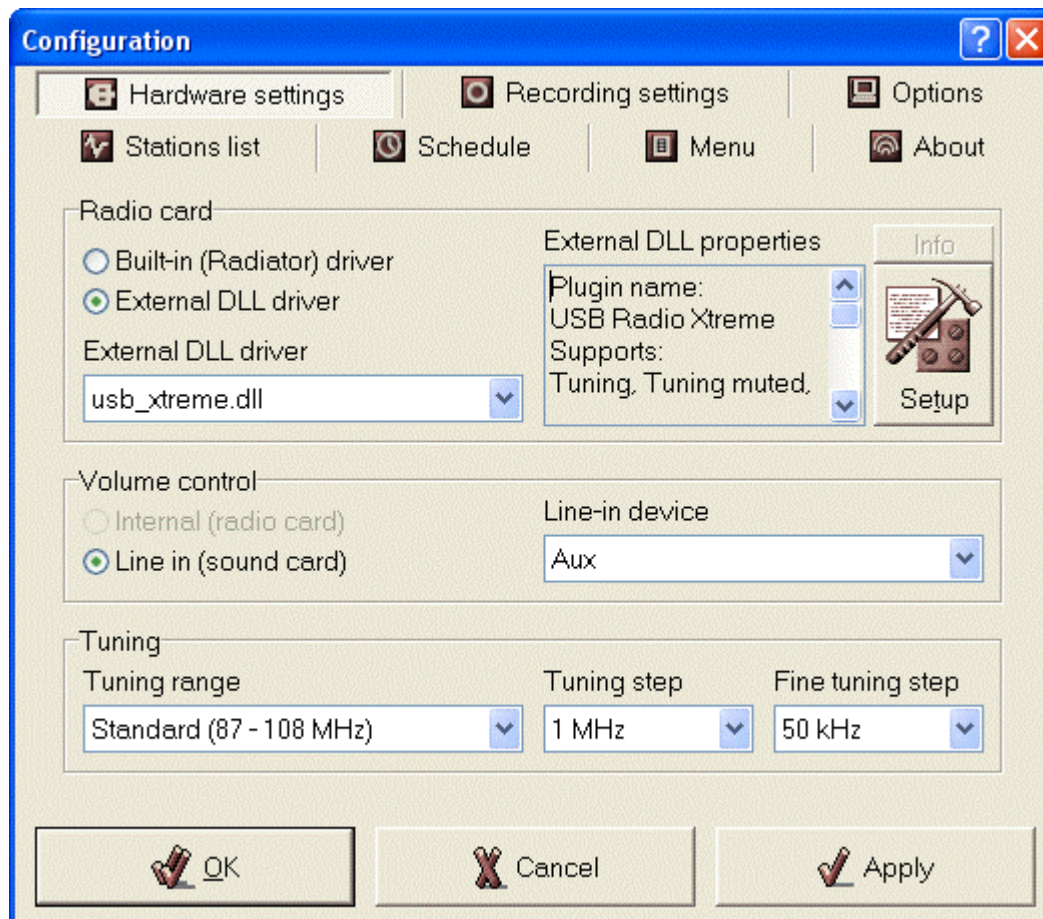 Configuration
Hardware settings
Recording settings
Options
Stations list
Schedule
Menu
About
Radio card
Built-in (Radiator) driver
External DLL driver
External DLL driver
usb_xtreme.dll
External DLL properties
Plugin name:
USB Radio Xtreme
Supports:
Tuning, Tuning muted,
Info
Setup
Volume control
Internal (radio card)
Line in (sound card)
Line-in device
Aux
Tuning
Tuning range
Standard (87 - 108 MHz)
Tuning step
1 MHz
Fine tuning step
50 kHz
OK
Cancel
Apply